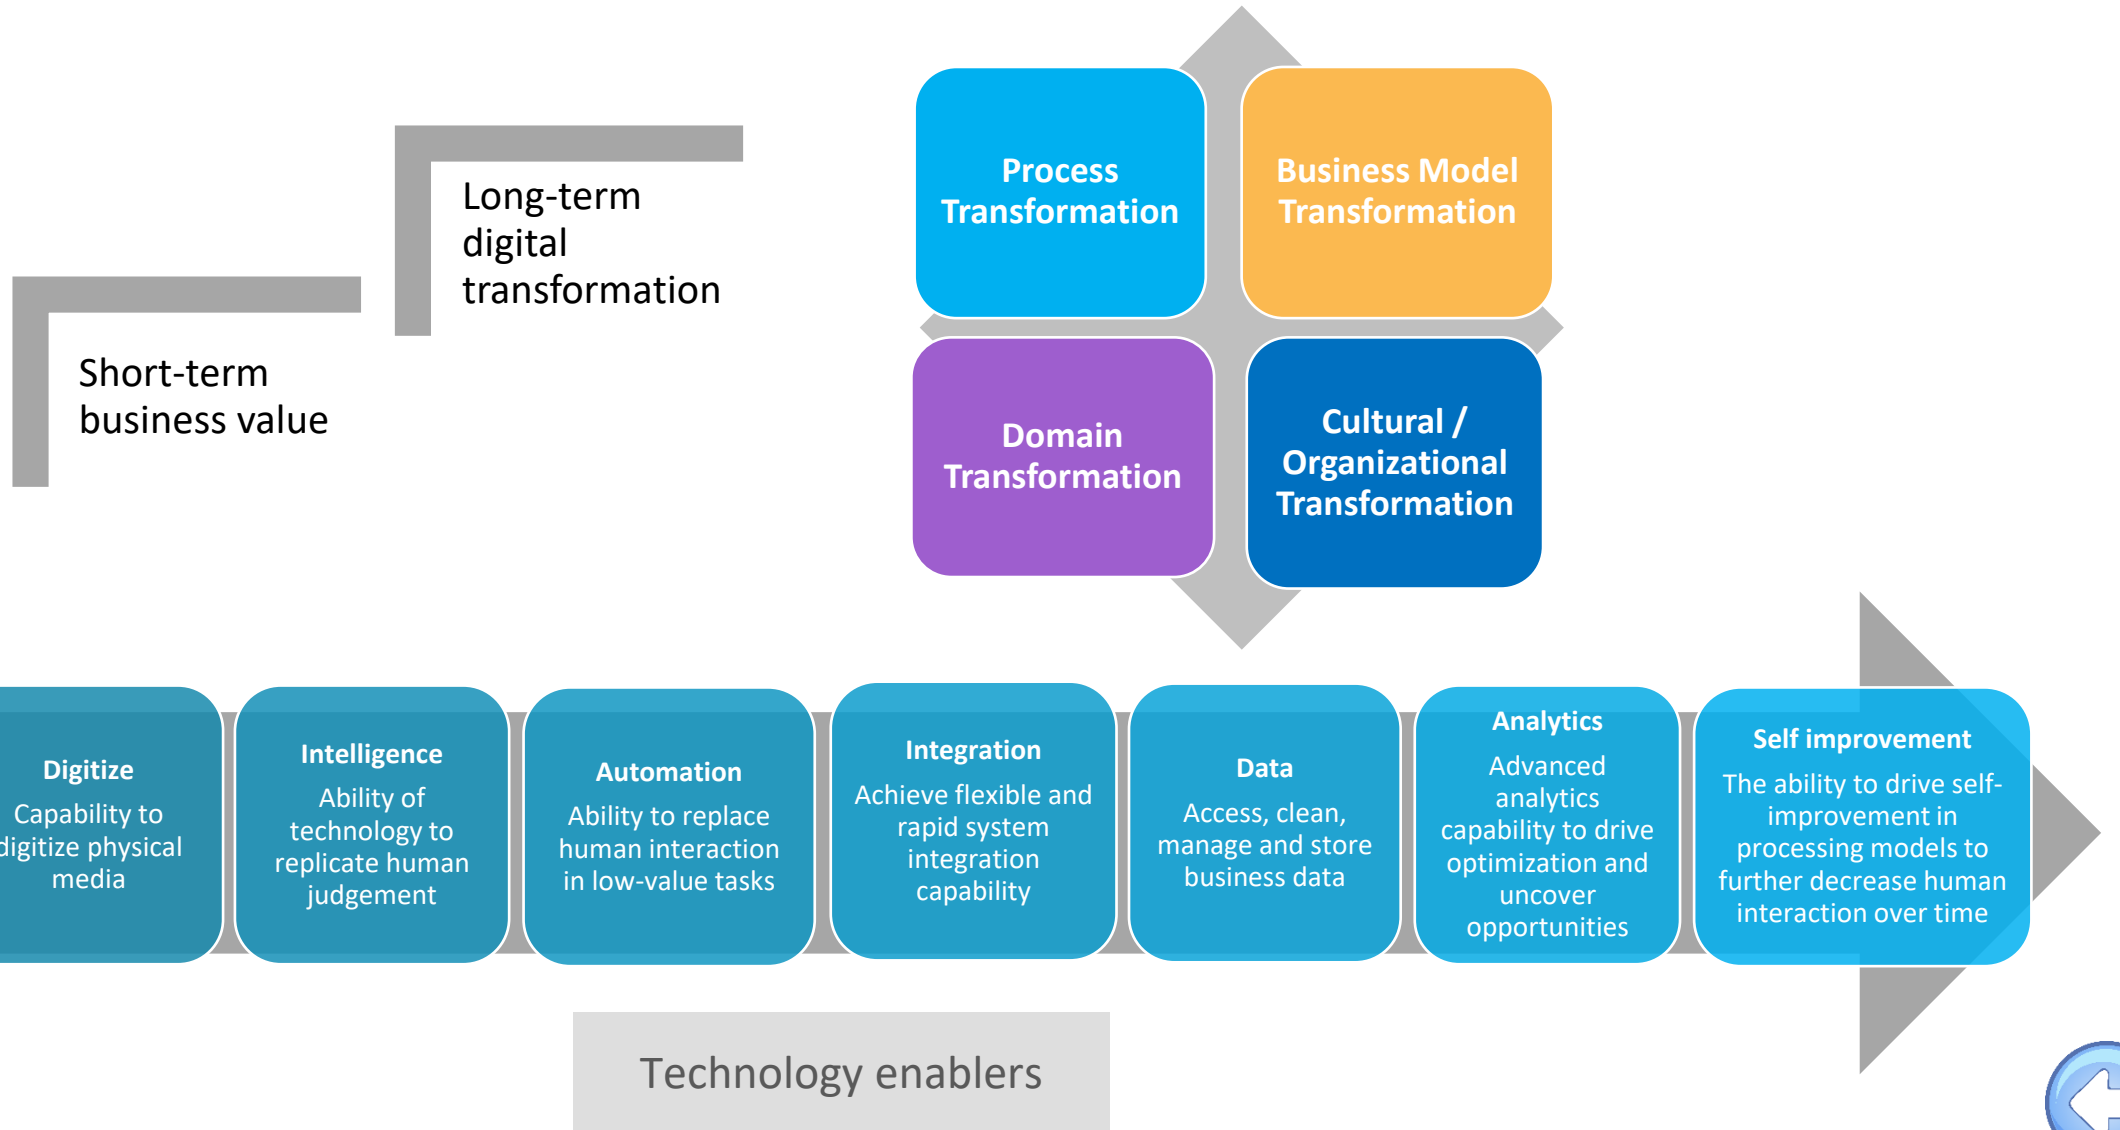 Long-term
digital
transformation
Short-term
business value
Process
Transformation
Business Model
Transformation
Domain
Transformation
Cultural /
Organizational
Transformation
Digitize
Capability to
digitize physical
media
Intelligence
Ability of
technology to
replicate human
judgement
Automation
Ability to replace
human interaction
in low-value tasks
Integration
Achieve flexible and
rapid system
integration
capability
Data
Access, clean,
manage and store
business data
Analytics
Advanced
analytics
capability to drive
optimization and
uncover
opportunities
Self improvement
The ability to drive self-
improvement in
processing models to
further decrease human
interaction over time
Technology enablers